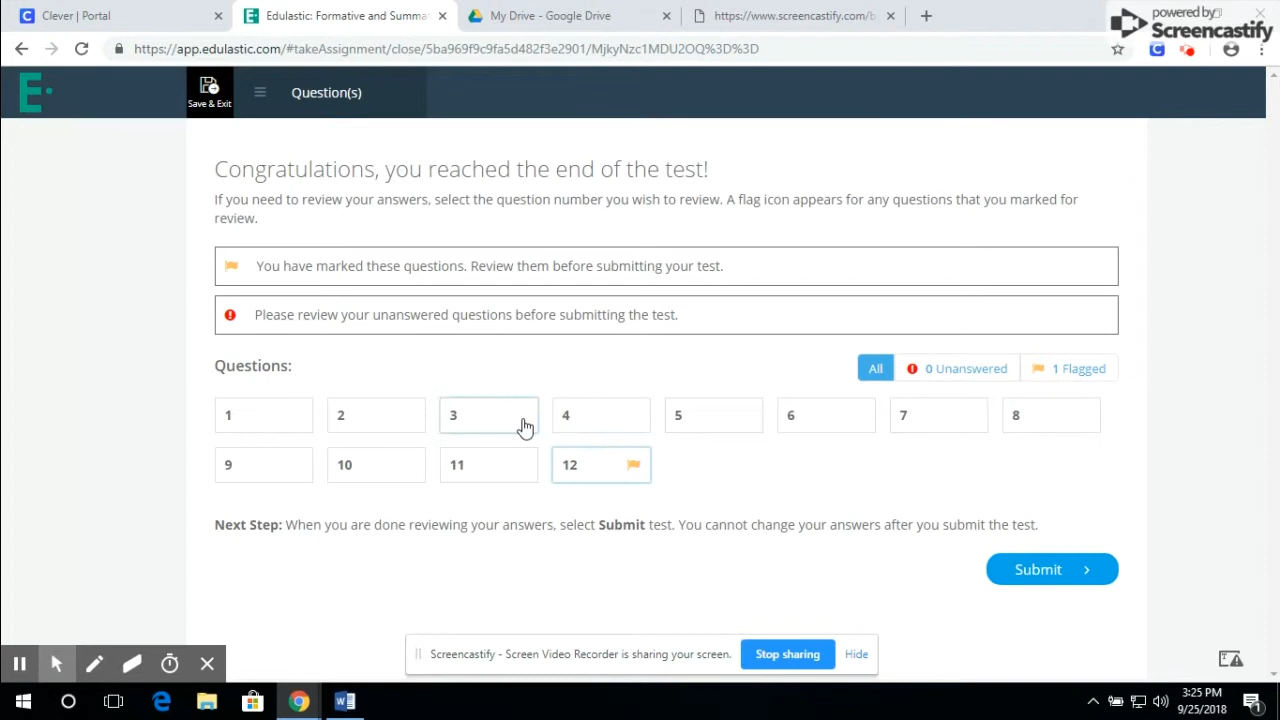 Clever | Portal
Edulastic: Formative and Summa
My Drive - Google Drive
https://www.screencastify.com/b
powered by
Screencastify
https://app.edulastic.com/#takeAssignment/close/5ba969f9c9fa5d482f3e2901/MjkyNzc1MDU2OQ%3D%3D
E
Save & Exit
Question(s)
Congratulations, you reached the end of the test!
If you need to review your answers, select the question number you wish to review. A flag icon appears for any questions that you marked for
review.
You have marked these questions. Review them before submitting your test.
Please review your unanswered questions before submitting the test.
Questions:
All
0 Unanswered
1 Flagged
1 2 3 4 5 6 7 8
9 10 11 12
Next Step: When you are done reviewing your answers, select Submit test. You cannot change your answers after you submit the test.
Submit
Screencastify - Screen Video Recorder is sharing your screen.
Stop sharing
Hide
3:25 PM
9/25/2018
1